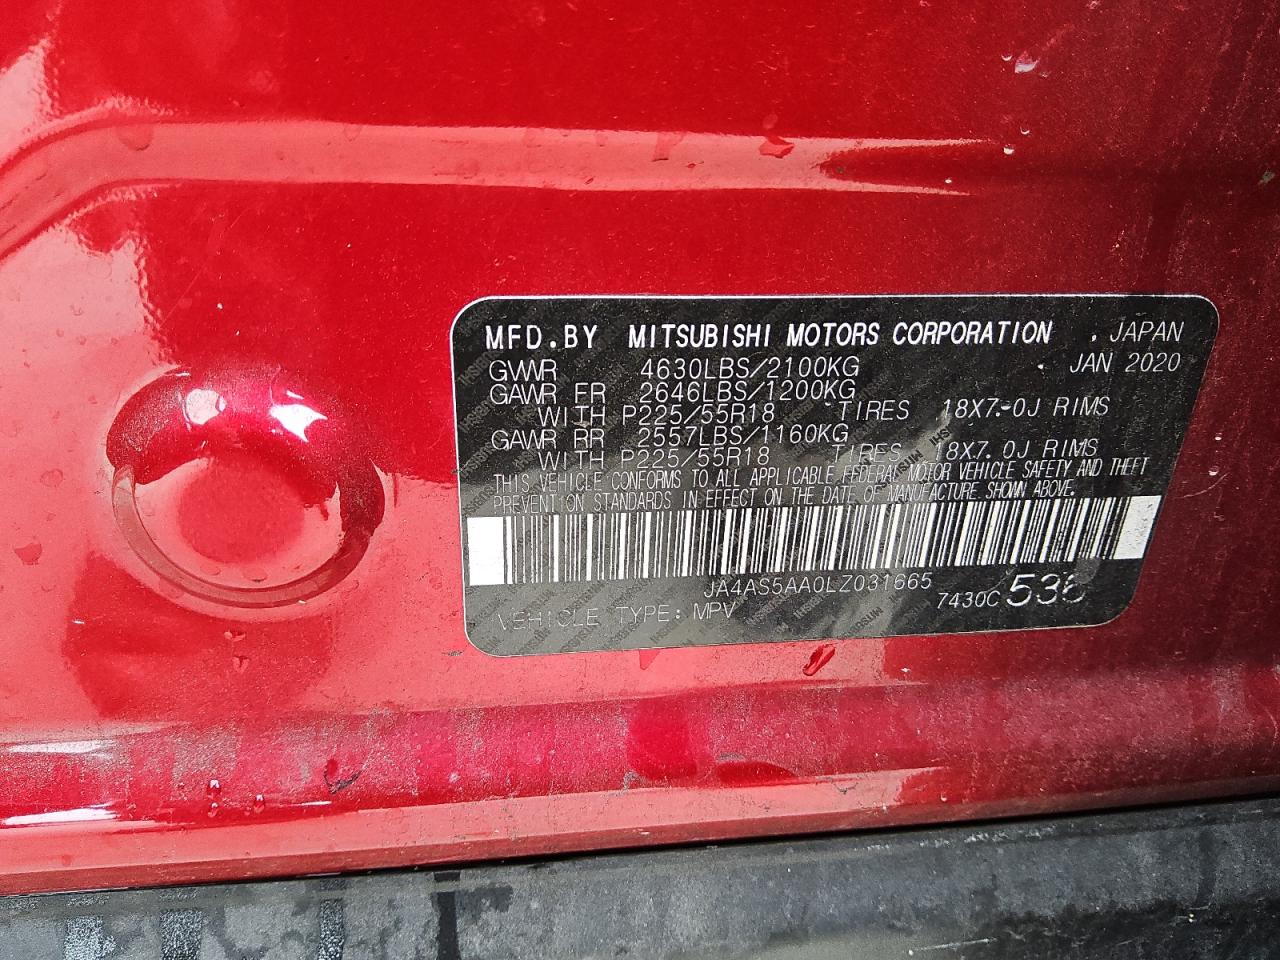 MFD.BY MITSUBISHI MOTORS CORPORATION . JAPAN
GVWR 4630LBS/2100KG . JAN 2020
GAWR FR 2646LBS/1200KG
WITH P225/55R18 TIRES 18X7.0J RIMS
GAWR RR 2557LBS/1160KG
WITH P225/55R18 TIRES 18X7.0J RIMS
THIS VEHICLE CONFORMS TO ALL APPLICABLE FEDERAL MOTOR VEHICLE SAFETY AND THEFT
PREVENTION STANDARDS IN EFFECT ON THE DATE OF MANUFACTURE SHOWN ABOVE.
JA4AS5AA0LZ031665
VEHICLE TYPE: MPV 7430C